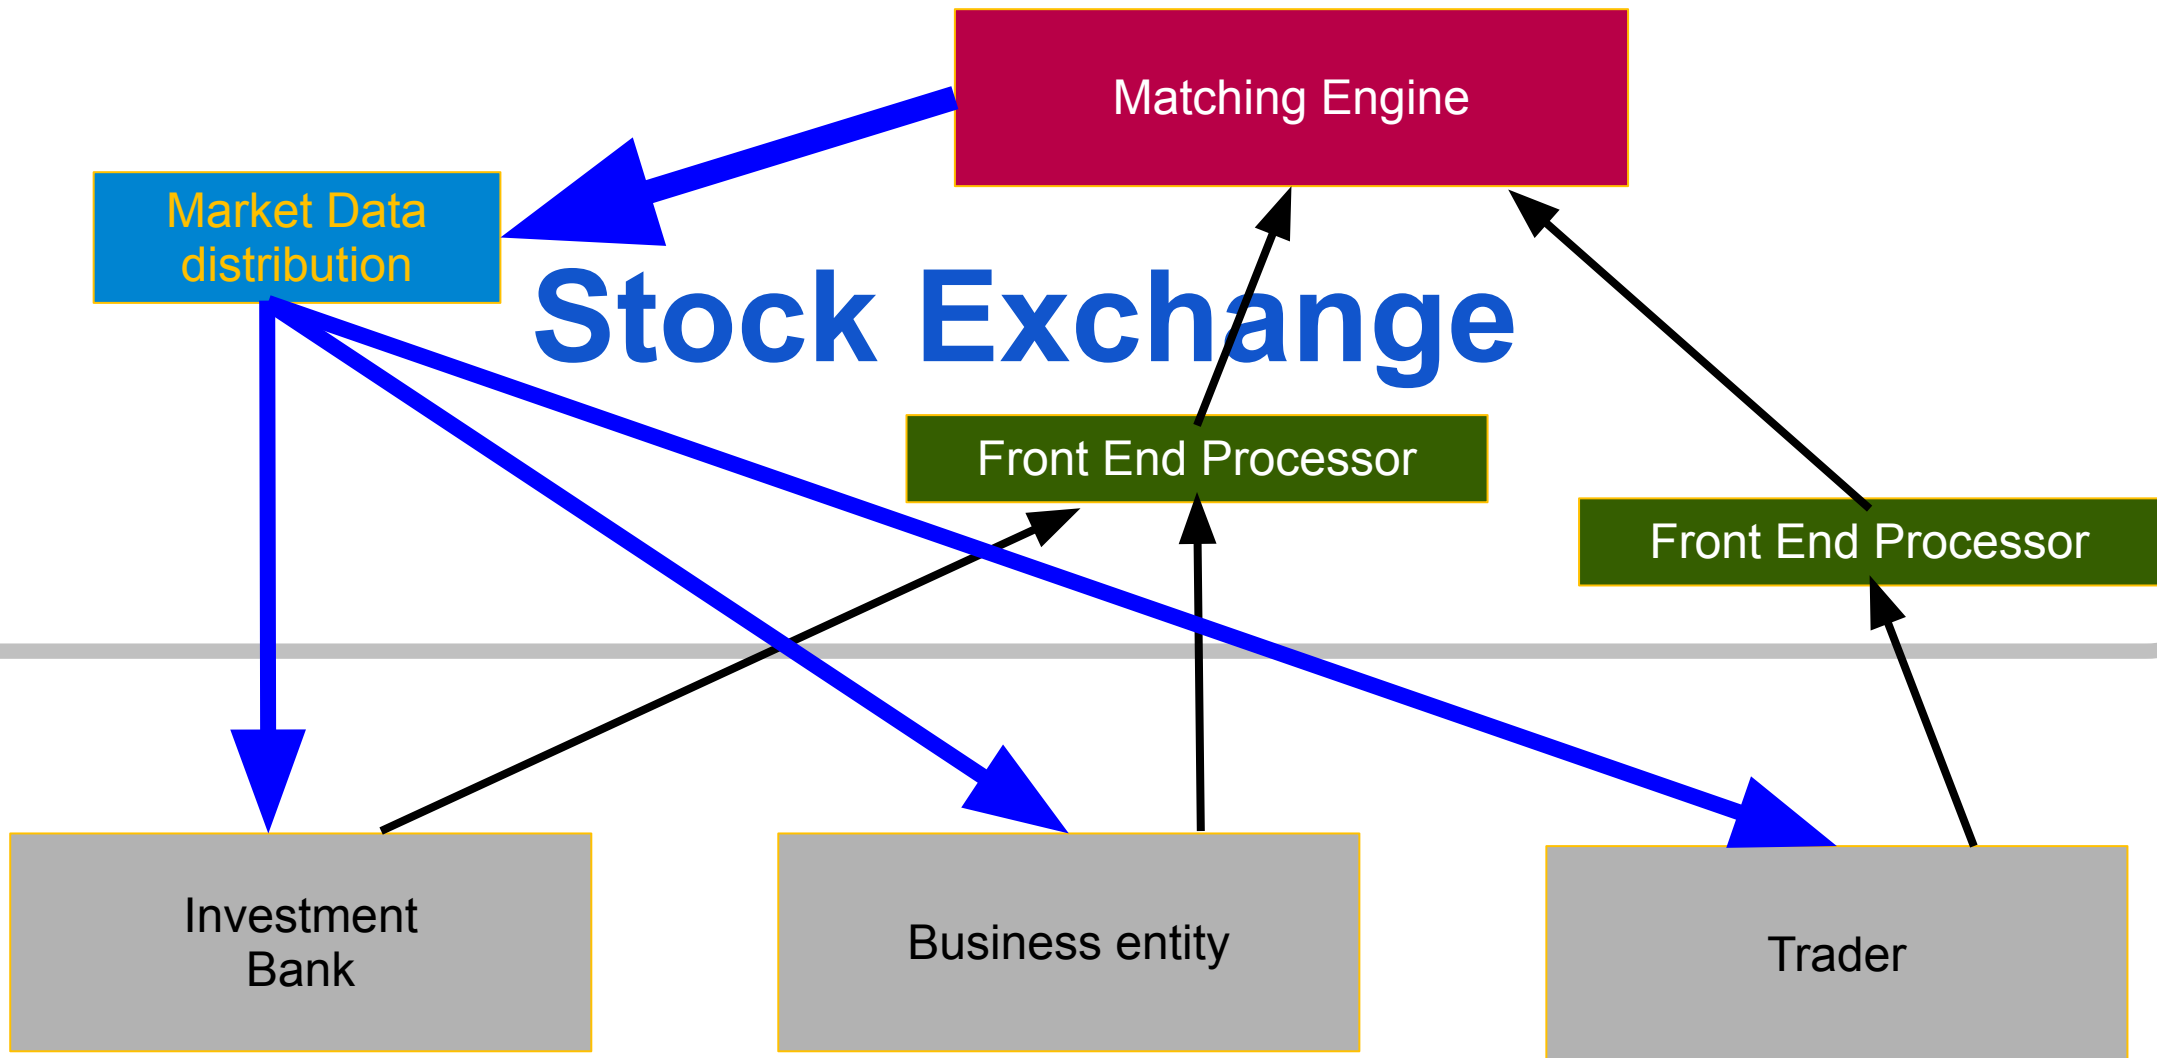 Matching Engine
Market Data
distribution
Stock Exchange
Front End Processor
Front End Processor
Investment
Bank
Business entity
Trader